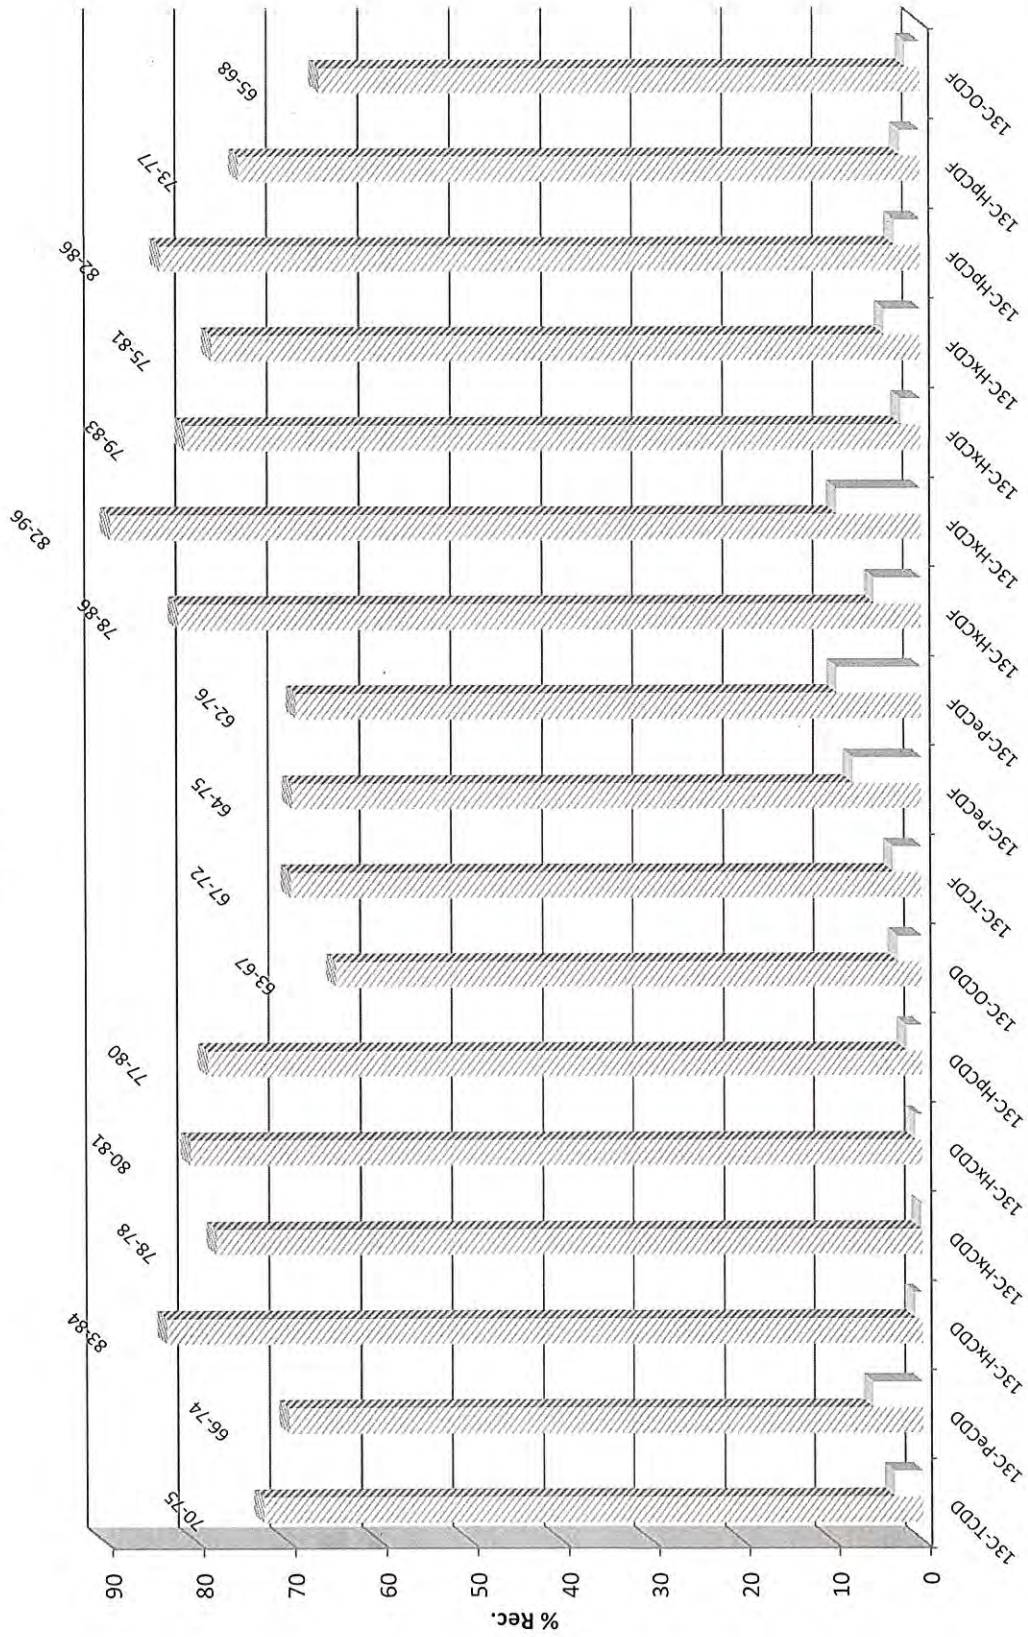 % Rec.
90
80
70
60
50
40
30
20
10
0
70-75
66-74
83-84
78-78
80-81
77-80
63-67
67-72
64-75
62-76
78-86
82-96
79-83
75-81
82-86
73-77
65-68
13C-TCDD
13C-PeCDD
13C-HxCDD
13C-HxCDD
13C-HxCDD
13C-HpCDD
13C-OCDD
13C-TCDF
13C-PeCDF
13C-PeCDF
13C-HxCDF
13C-HxCDF
13C-HxCDF
13C-HxCDF
13C-HpCDF
13C-HpCDF
13C-OCDF